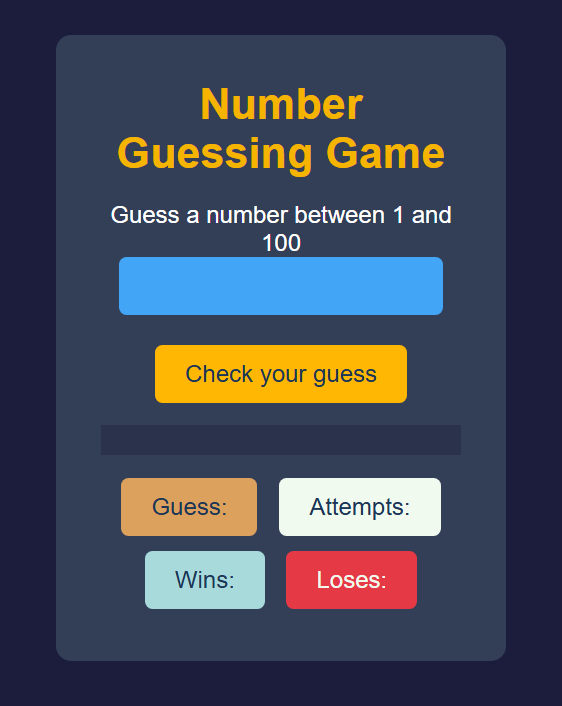 Number
Guessing Game
Guess a number between 1 and
100
Check your guess
Guess: Attempts:
Wins: Loses: